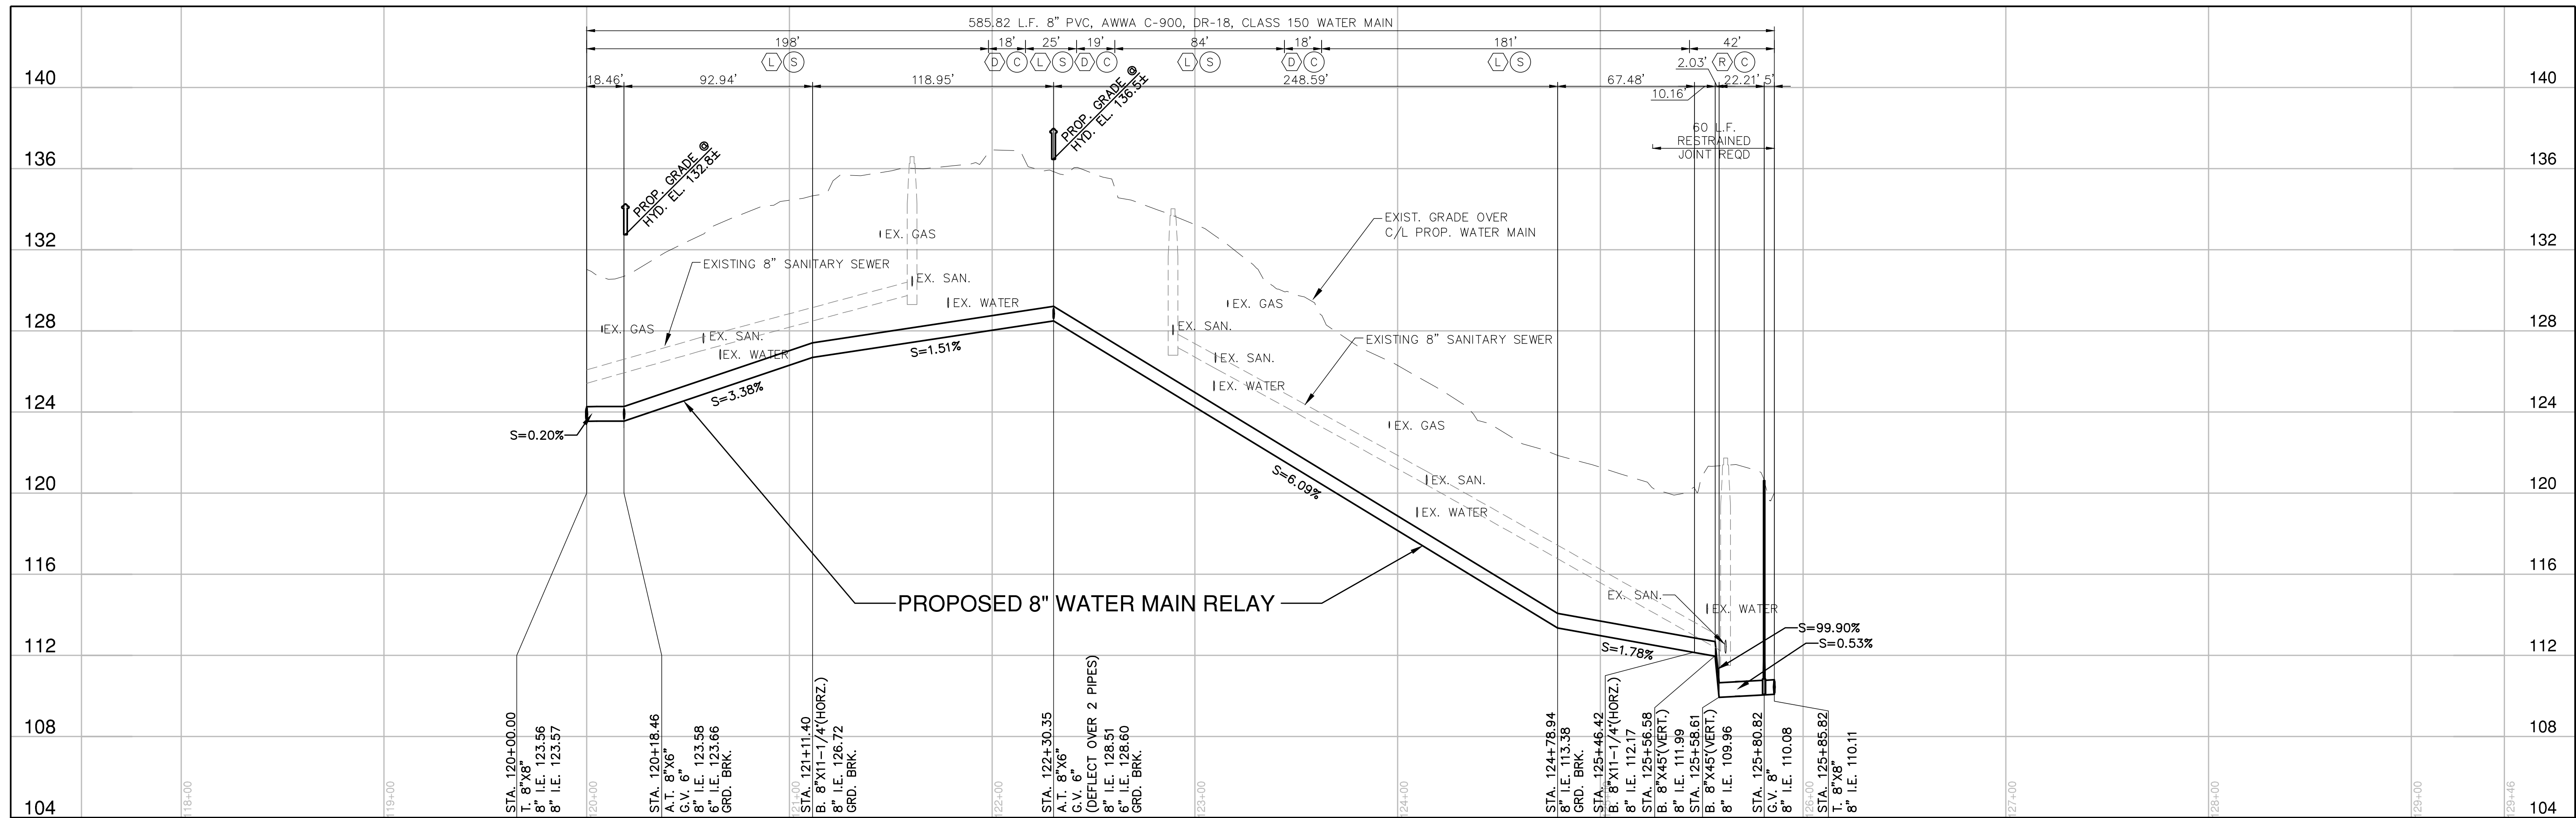 585.82 L.F. 8" PVC, AWWA C-900, DR-18, CLASS 150 WATER MAIN
198'
18'
25'
19'
84'
18'
181'
42'
L S
D C
L S
D C
L S
D C
L S
R C
2.03'
18.46'
92.94'
118.95'
248.59'
67.48'
10.16'
22.21'
5'
60 L.F.
RESTRAINED
JOINT REQD
PROP. GRADE @
HYD. EL. 132.8±
PROP. GRADE @
HYD. EL. 136.5±
140
136
132
128
124
120
116
112
108
104
140
136
132
128
124
120
116
112
108
104
EXIST. GRADE OVER
C/L PROP. WATER MAIN
EX. GAS
EXISTING 8" SANITARY SEWER
EX. SAN.
EX. WATER
EX. GAS
EX. SAN.
EX. WATER
EX. GAS
EX. SAN.
EXISTING 8" SANITARY SEWER
EX. SAN.
EX. WATER
EX. GAS
EX. SAN.
EX. WATER
EX. SAN.
EX. WATER
S=0.20%
S=3.38%
S=1.51%
S=6.09%
S=1.78%
S=99.90%
S=0.53%
PROPOSED 8" WATER MAIN RELAY
STA. 120+00.00
T. 8"X8"
8" I.E. 123.56
8" I.E. 123.57
STA. 120+18.46
A.T. 8"X6"
G.V. 6"
8" I.E. 123.58
6" I.E. 123.66
GRD. BRK.
STA. 121+11.40
B. 8"X11-1/4°(HORZ.)
8" I.E. 126.72
GRD. BRK.
STA. 122+30.35
A.T. 8"X6"
G.V. 6"
(DEFLECT OVER 2 PIPES)
8" I.E. 128.51
6" I.E. 128.60
GRD. BRK.
STA. 124+78.94
8" I.E. 113.38
GRD. BRK.
STA. 125+46.42
B. 8"X11-1/4°(HORZ.)
8" I.E. 112.17
STA. 125+56.58
B. 8"X45°(VERT.)
8" I.E. 111.99
STA. 125+58.61
B. 8"X45°(VERT.)
8" I.E. 109.96
STA. 125+80.82
G.V. 8"
8" I.E. 110.08
STA. 125+85.82
T. 8"X8"
8" I.E. 110.11
118+00
119+00
120+00
121+00
122+00
123+00
124+00
126+00
127+00
128+00
129+00
129+46